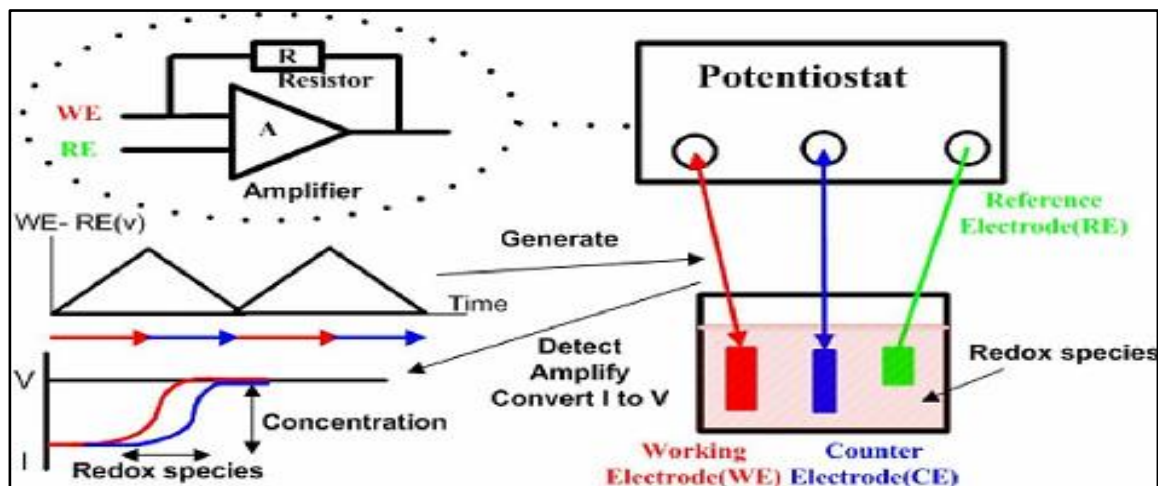 R
Resistor
WE
RE
A
Amplifier
Potentiostat
Reference
Electrode(RE)
WE- RE(v)
Generate
Time
Detect
Amplify
Convert I to V
Redox species
V
I
Concentration
Redox species
Working
Electrode(WE)
Counter
Electrode(CE)